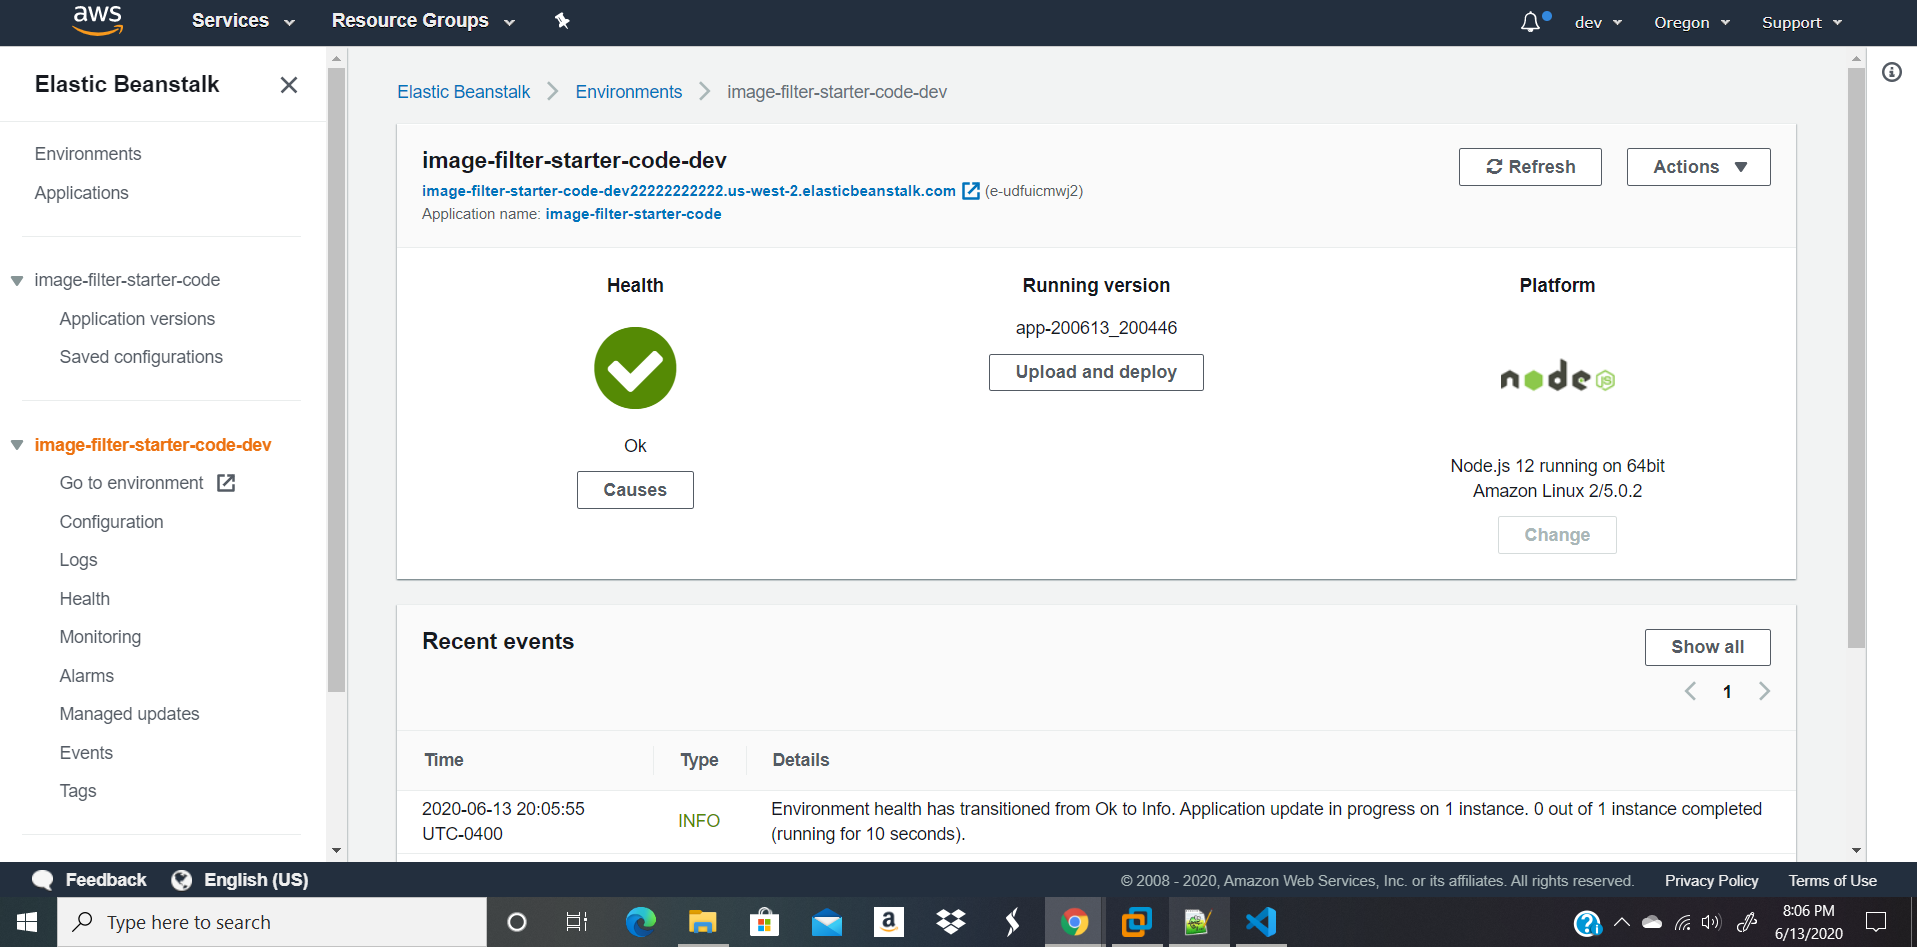 aws
Services
Resource Groups
dev
Oregon
Support
Elastic Beanstalk
Environments
Applications
image-filter-starter-code
Application versions
Saved configurations
image-filter-starter-code-dev
Go to environment
Configuration
Logs
Health
Monitoring
Alarms
Managed updates
Events
Tags
Elastic Beanstalk
Environments
image-filter-starter-code-dev
image-filter-starter-code-dev
image-filter-starter-code-dev22222222222.us-west-2.elasticbeanstalk.com (e-udfuicmwj2)
Application name: image-filter-starter-code
Refresh
Actions
Health
Ok
Causes
Running version
app-200613_200446
Upload and deploy
Platform
node
JS
Node.js 12 running on 64bit
Amazon Linux 2/5.0.2
Change
Recent events
Show all
1
Time
Type
Details
2020-06-13 20:05:55
UTC-0400
INFO
Environment health has transitioned from Ok to Info. Application update in progress on 1 instance. 0 out of 1 instance completed
(running for 10 seconds).
Feedback
English (US)
© 2008 - 2020, Amazon Web Services, Inc. or its affiliates. All rights reserved.
Privacy Policy
Terms of Use
Type here to search
a
8:06 PM
6/13/2020